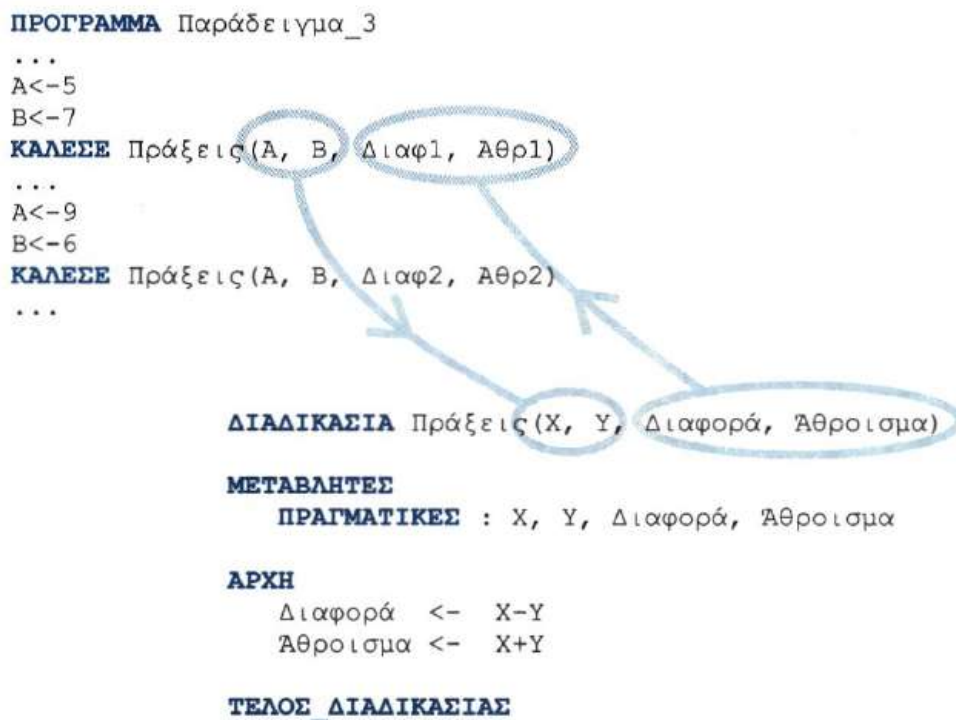 ΠΡΟΓΡΑΜΜΑ Παράδειγμα_3
...
Α<-5
Β<-7
ΚΑΛΕΣΕ Πράξεις(Α, Β, Διαφ1, Αθρ1)
...
Α<-9
Β<-6
ΚΑΛΕΣΕ Πράξεις(Α, Β, Διαφ2, Αθρ2)
...
ΔΙΑΔΙΚΑΣΙΑ Πράξεις(Χ, Υ, Διαφορά, Άθροισμα)
ΜΕΤΑΒΛΗΤΕΣ
ΠΡΑΓΜΑΤΙΚΕΣ : Χ, Υ, Διαφορά, Άθροισμα
ΑΡΧΗ
Διαφορά <- Χ-Υ
Άθροισμα <- Χ+Υ
ΤΕΛΟΣ_ΔΙΑΔΙΚΑΣΙΑΣ